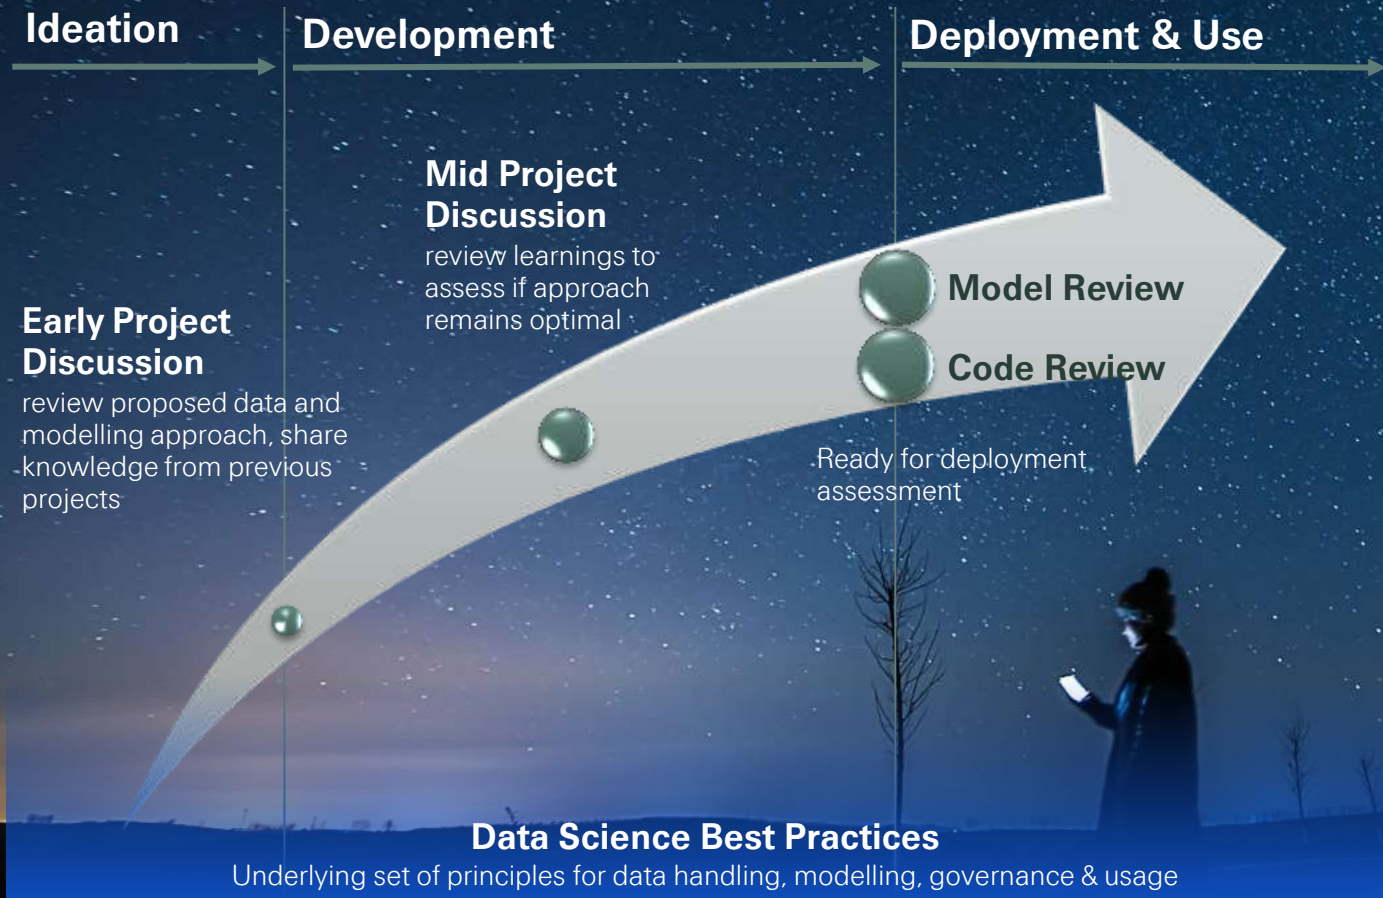 Ideation
Development
Deployment & Use
Mid Project
Discussion
review learnings to
assess if approach
remains optimal
Early Project
Discussion
review proposed data and
modelling approach, share
knowledge from previous
projects
Model Review
Code Review
Ready for deployment
assessment
Data Science Best Practices
Underlying set of principles for data handling, modelling, governance & usage